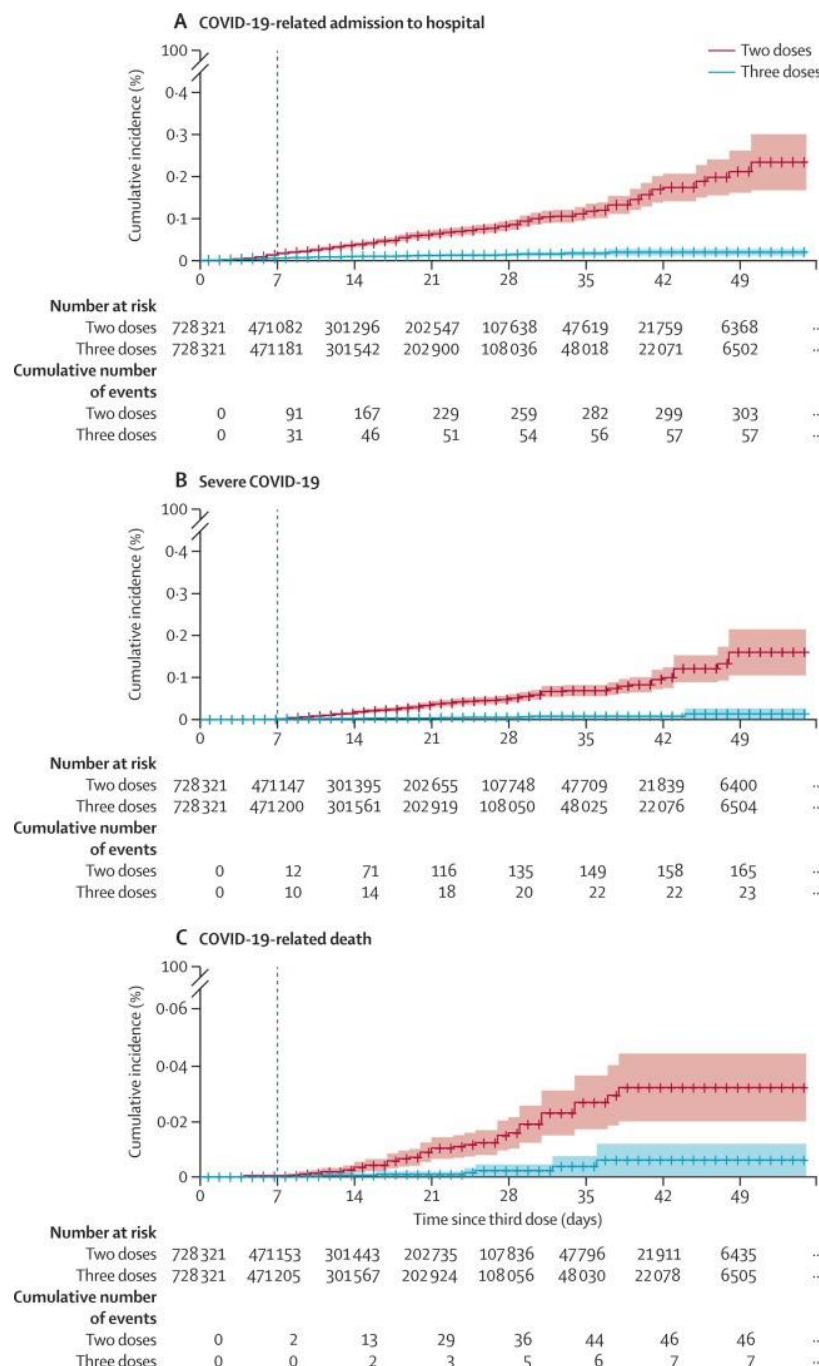 A COVID-19-related admission to hospital
Two doses
Three doses
Cumulative incidence (%)
100
0·4
0·3
0·2
0·1
0
0 7 14 21 28 35 42 49
Number at risk
Two doses 728321 471082 301296 202547 107638 47619 21759 6368 ..
Three doses 728321 471181 301542 202900 108036 48018 22071 6502 ..
Cumulative number
of events
Two doses 0 91 167 229 259 282 299 303 ..
Three doses 0 31 46 51 54 56 57 57 ..
B Severe COVID-19
Cumulative incidence (%)
100
0·4
0·3
0·2
0·1
0
0 7 14 21 28 35 42 49
Number at risk
Two doses 728321 471147 301395 202655 107748 47709 21839 6400 ..
Three doses 728321 471200 301561 202919 108050 48025 22076 6504 ..
Cumulative number
of events
Two doses 0 12 71 116 135 149 158 165 ..
Three doses 0 10 14 18 20 22 22 23 ..
C COVID-19-related death
Cumulative incidence (%)
100
0·06
0·04
0·02
0
0 7 14 21 28 35 42 49
Time since third dose (days)
Number at risk
Two doses 728321 471153 301443 202735 107836 47796 21911 6435 ..
Three doses 728321 471205 301567 202924 108056 48030 22078 6505 ..
Cumulative number
of events
Two doses 0 2 13 29 36 44 46 46 ..
Three doses 0 0 2 3 5 6 7 7 ..